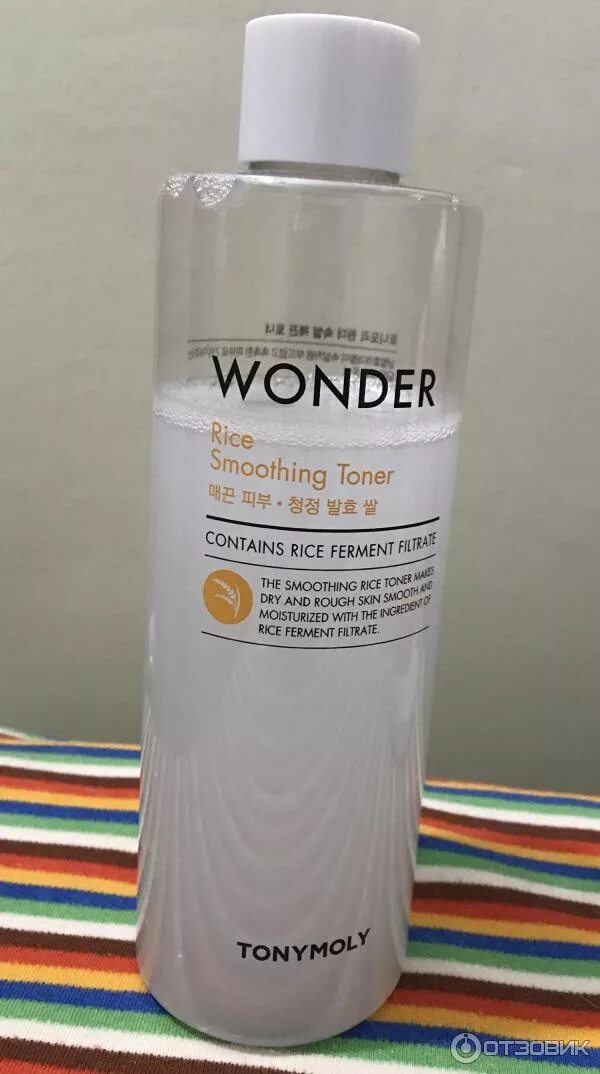 WONDER
Rice
Smoothing Toner
매끈 피부 • 청정 발효 쌀
CONTAINS RICE FERMENT FILTRATE
THE SMOOTHING RICE TONER MAKES
DRY AND ROUGH SKIN SMOOTH AND
MOISTURIZED WITH THE INGREDIENT OF
RICE FERMENT FILTRATE.
TONYMOLY
ОТЗОВИК